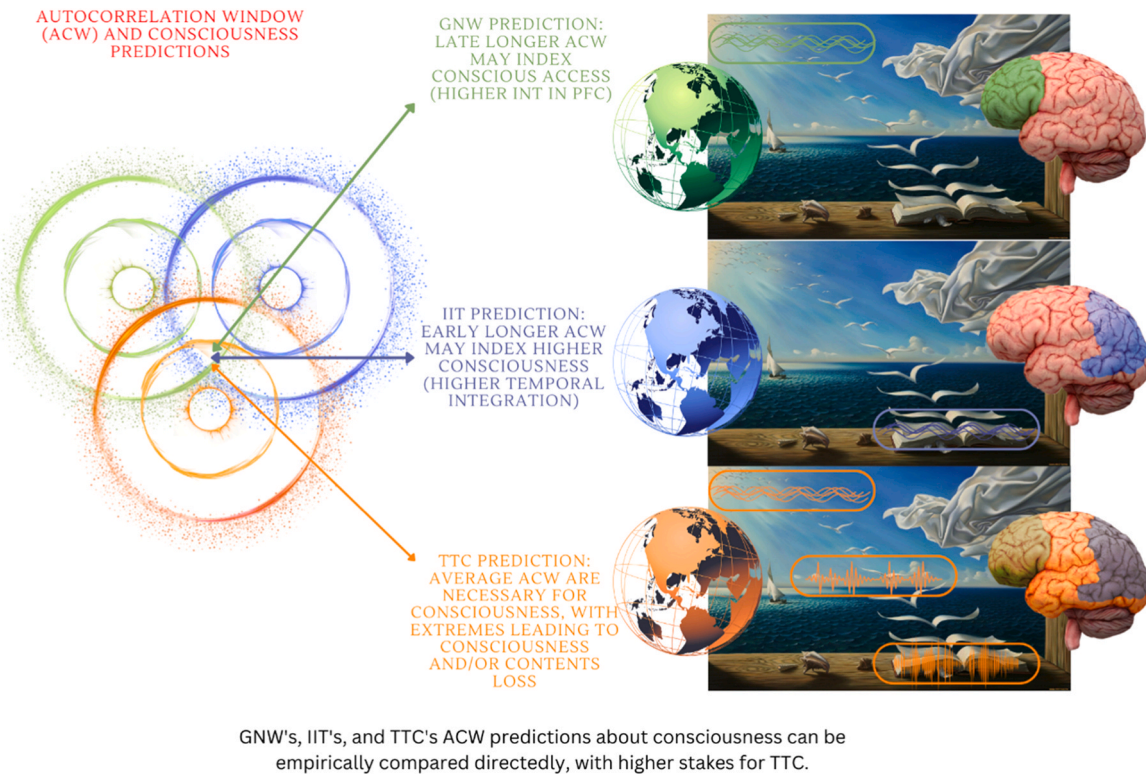 AUTOCORRELATION WINDOW
(ACW) AND CONSCIOUSNESS
PREDICTIONS
GNW PREDICTION:
LATE LONGER ACW
MAY INDEX
CONSCIOUS ACCESS
(HIGHER INT IN PFC)
IIT PREDICTION:
EARLY LONGER ACW
MAY INDEX HIGHER
CONSCIOUSNESS
(HIGHER TEMPORAL
INTEGRATION)
TTC PREDICTION:
AVERAGE ACW ARE
NECESSARY FOR
CONSCIOUSNESS, WITH
EXTREMES LEADING TO
CONSCIOUSNESS
AND/OR CONTENTS
LOSS
GNW's, IIT's, and TTC's ACW predictions about consciousness can be
empirically compared directedly, with higher stakes for TTC.